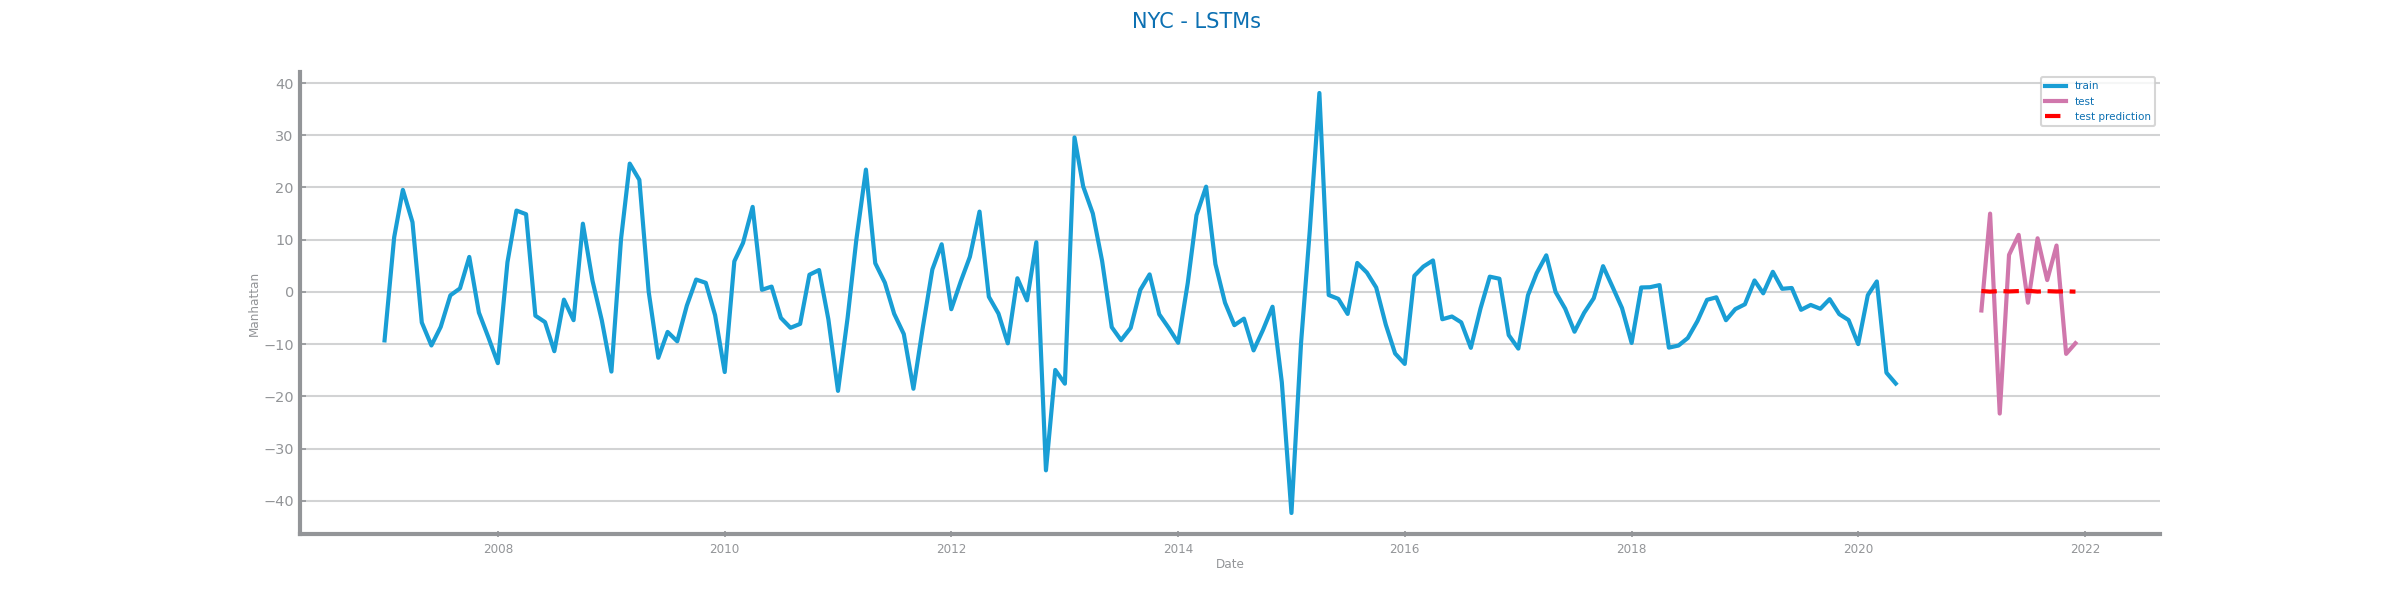 NYC - LSTMs
train
test
test prediction
40
30
20
10
0
−10
−20
−30
−40
Manhattan
2008 2010 2012 2014 2016 2018 2020 2022
Date